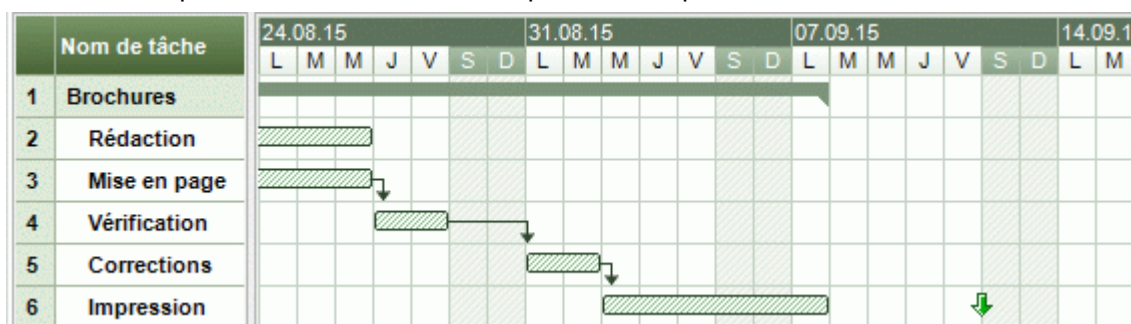 Nom de tâche
24.08.15 31.08.15 07.09.15 14.09.1
L M M J V S D L M M J V S D L M M J V S D L M
1 Brochures
2 Rédaction
3 Mise en page
4 Vérification
5 Corrections
6 Impression